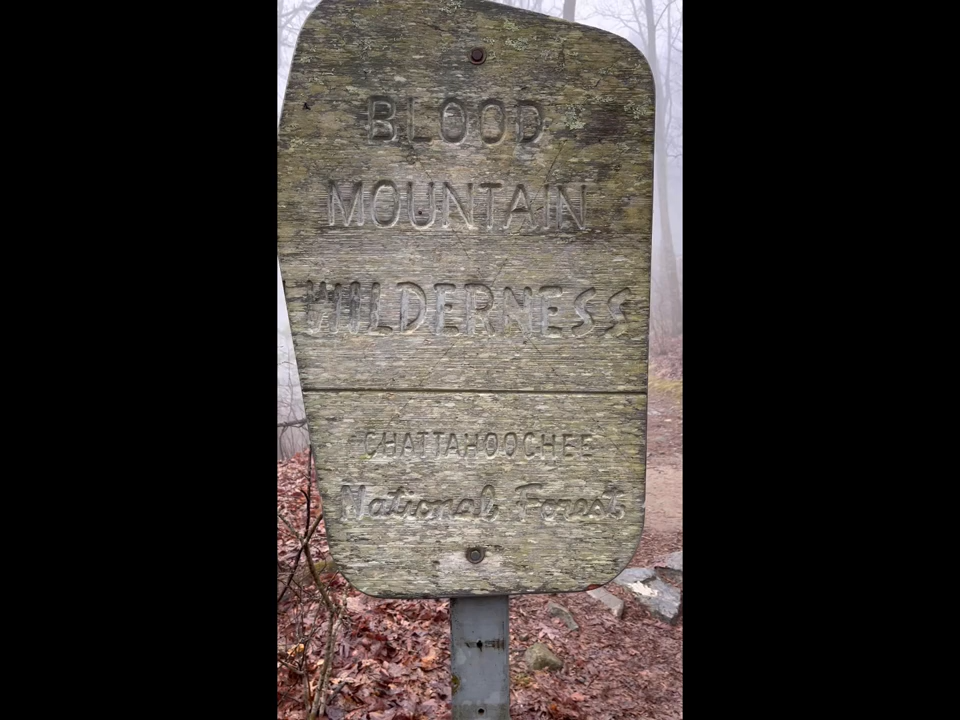 BLOOD
MOUNTAIN
WILDERNESS
CHATTAHOOCHEE
National Forest